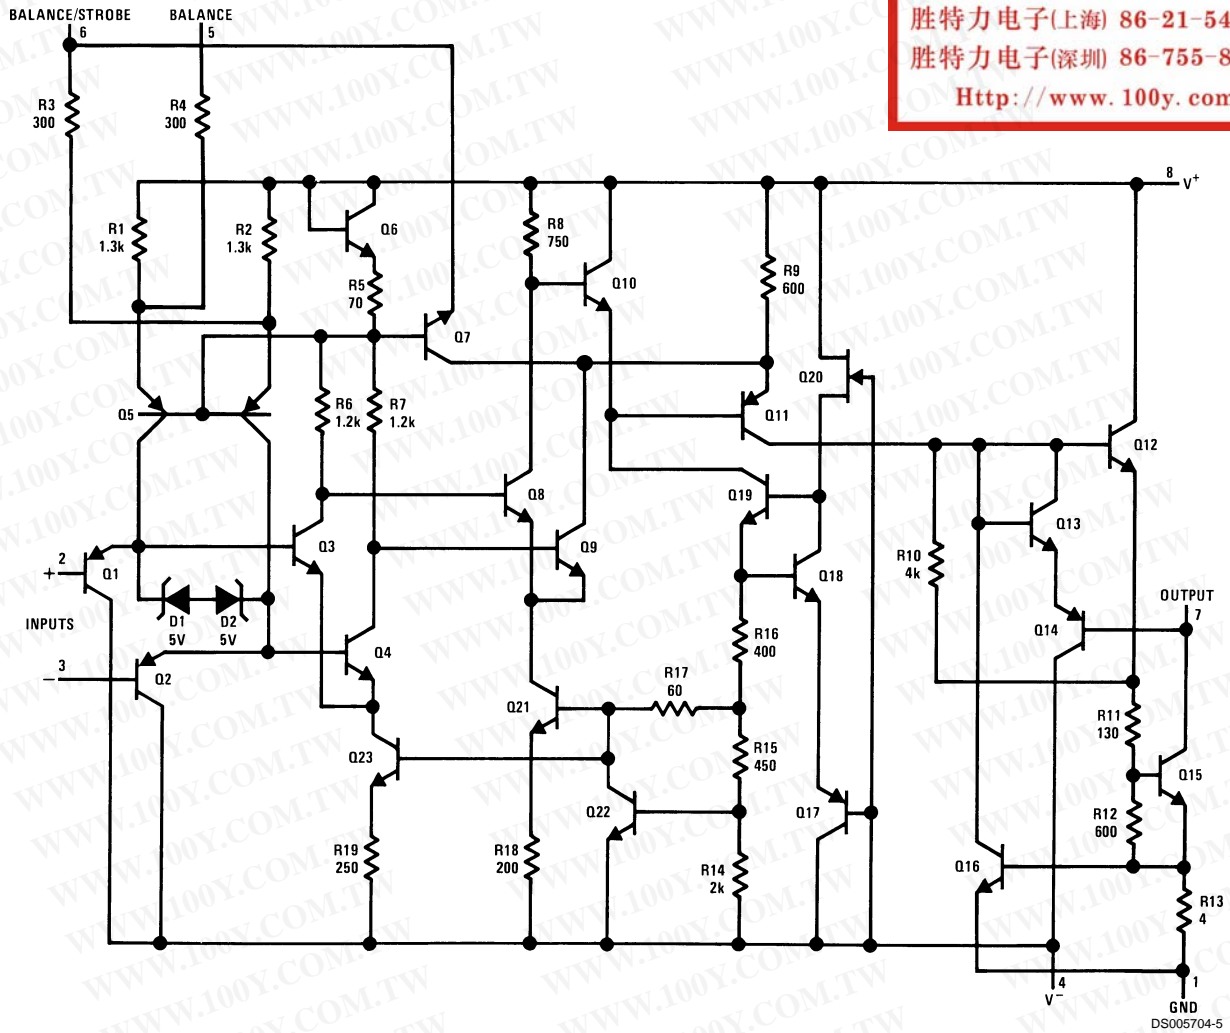 BALANCE/STROBE
6
BALANCE
5
胜特力电子(上海) 86-21-54
胜特力电子(深圳) 86-755-8
Http://www.100y.com
R3
300
R4
300
8
V+
R1
1.3k
R2
1.3k
Q6
R5
70
R8
750
Q10
R9
600
Q7
Q20
Q5
R6
1.2k
R7
1.2k
Q11
Q12
Q8
Q19
Q13
Q3
Q9
Q18
R10
4k
+
2
Q1
INPUTS
D1
5V
D2
5V
OUTPUT
7
Q14
R16
400
Q4
−
3
Q2
R17
60
Q21
R11
130
Q23
R15
450
Q15
Q22
Q17
R12
600
R19
250
R18
200
R14
2k
Q16
R13
4
4
V−
1
GND
DS005704-5
WWW.100Y.COM.TW